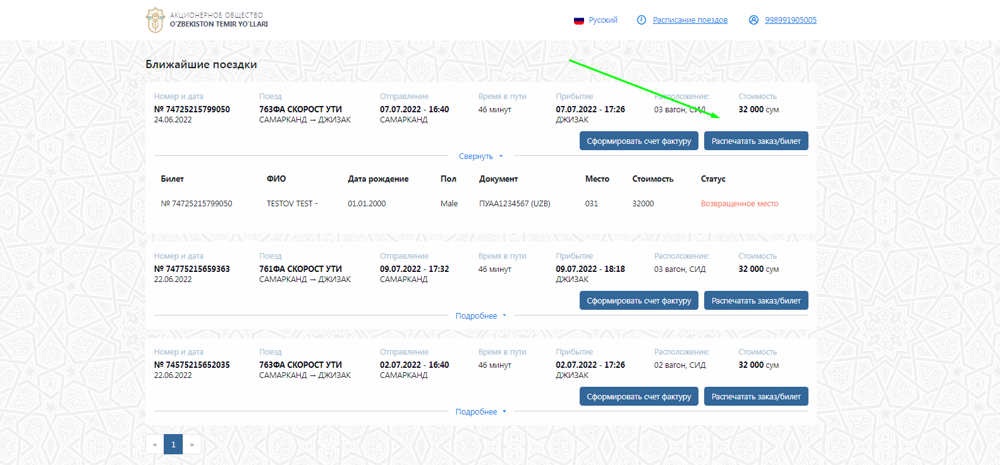 АКЦИОНЕРНОЕ ОБЩЕСТВО
O'ZBEKISTON TEMIR YO'LLARI
Русский
Расписание поездов
998991905005
Ближайшие поездки
Номер и дата Поезд Отправление Время в пути Прибытие Расположение: Стоимость
№ 74725215799050 763ФА СКОРОСТ УТИ 07.07.2022 - 16:40 46 минут 07.07.2022 - 17:26 03 вагон, СИД 32 000 сум
24.06.2022 САМАРКАНД → ДЖИЗАК САМАРКАНД ДЖИЗАК
Сформировать счет фактуру Распечатать заказ/билет
Свернуть
Билет ФИО Дата рождение Пол Документ Место Стоимость Статус
№ 74725215799050 TESTOV TEST - 01.01.2000 Male ПУАА1234567 (UZB) 031 32000 Возвращенное место
Номер и дата Поезд Отправление Время в пути Прибытие Расположение: Стоимость
№ 74775215659363 761ФА СКОРОСТ УТИ 09.07.2022 - 17:32 46 минут 09.07.2022 - 18:18 03 вагон, СИД 32 000 сум
22.06.2022 САМАРКАНД → ДЖИЗАК САМАРКАНД ДЖИЗАК
Сформировать счет фактуру Распечатать заказ/билет
Подробнее
Номер и дата Поезд Отправление Время в пути Прибытие Расположение: Стоимость
№ 74575215652035 763ФА СКОРОСТ УТИ 02.07.2022 - 16:40 46 минут 02.07.2022 - 17:26 02 вагон, СИД 32 000 сум
22.06.2022 САМАРКАНД → ДЖИЗАК САМАРКАНД ДЖИЗАК
Сформировать счет фактуру Распечатать заказ/билет
Подробнее
« 1 »